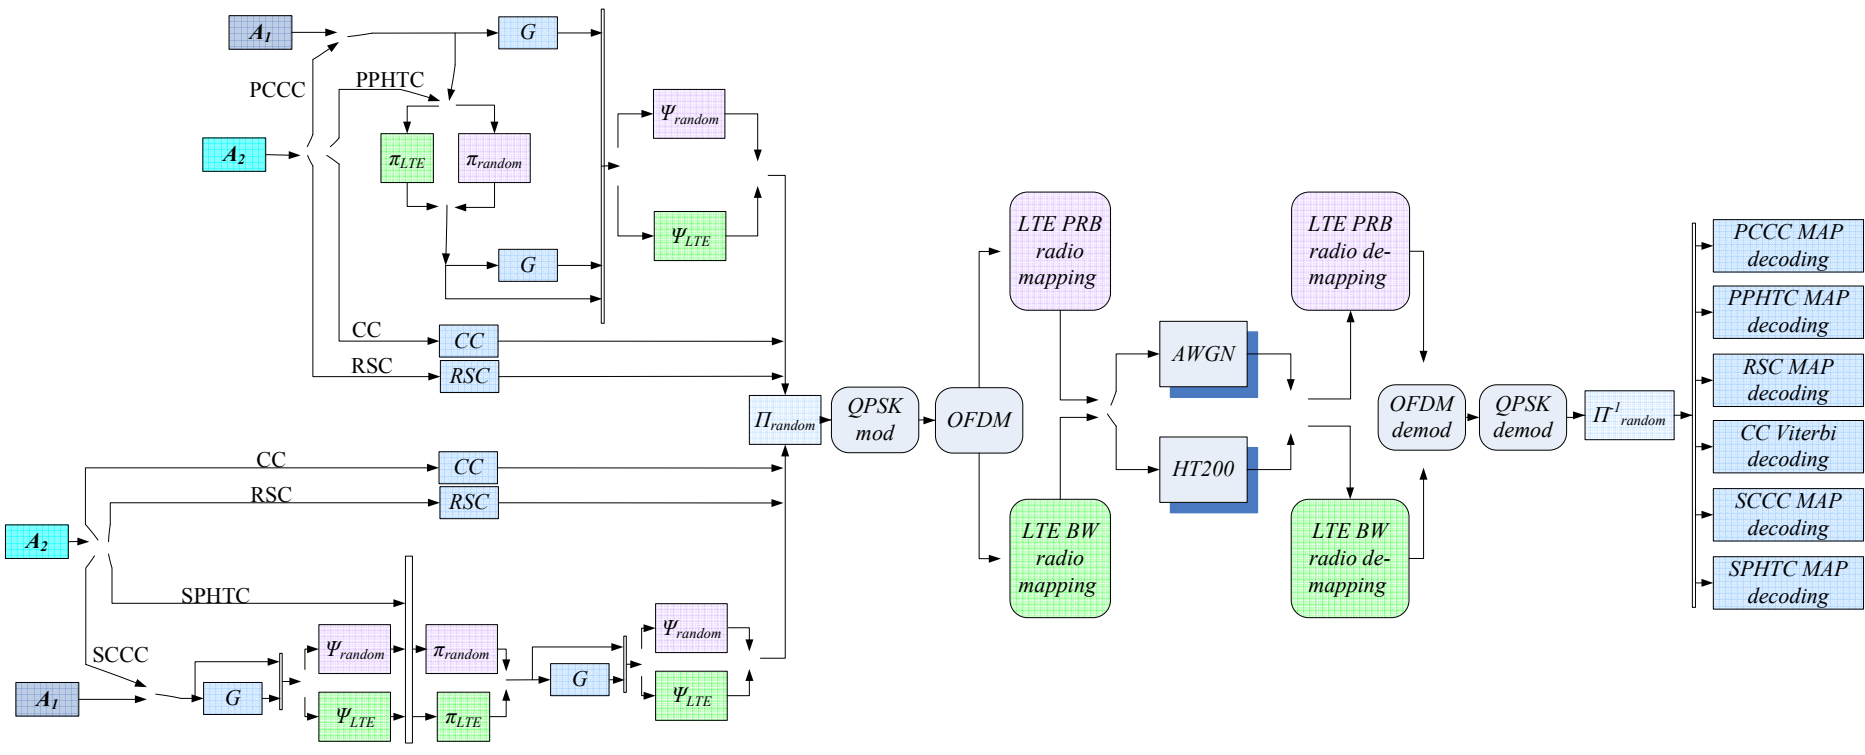 A1
G
PCCC
PPHTC
A2
πLTE
πrandom
Ψrandom
ΨLTE
G
CC
CC
RSC
RSC
Πrandom
QPSK
mod
OFDM
LTE PRB
radio
mapping
LTE BW
radio
mapping
AWGN
HT200
LTE PRB
radio de-
mapping
LTE BW
radio de-
mapping
OFDM
demod
QPSK
demod
Π-1random
PCCC MAP
decoding
PPHTC MAP
decoding
RSC MAP
decoding
CC Viterbi
decoding
SCCC MAP
decoding
SPHTC MAP
decoding
CC
CC
RSC
RSC
A2
SPHTC
SCCC
A1
G
Ψrandom
ΨLTE
πrandom
πLTE
G
Ψrandom
ΨLTE